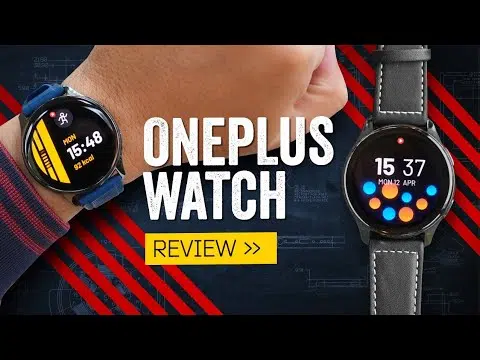 MON
15:48
92 kcal
ONEPLUS
WATCH
REVIEW >>
15 37
MON 12 APR